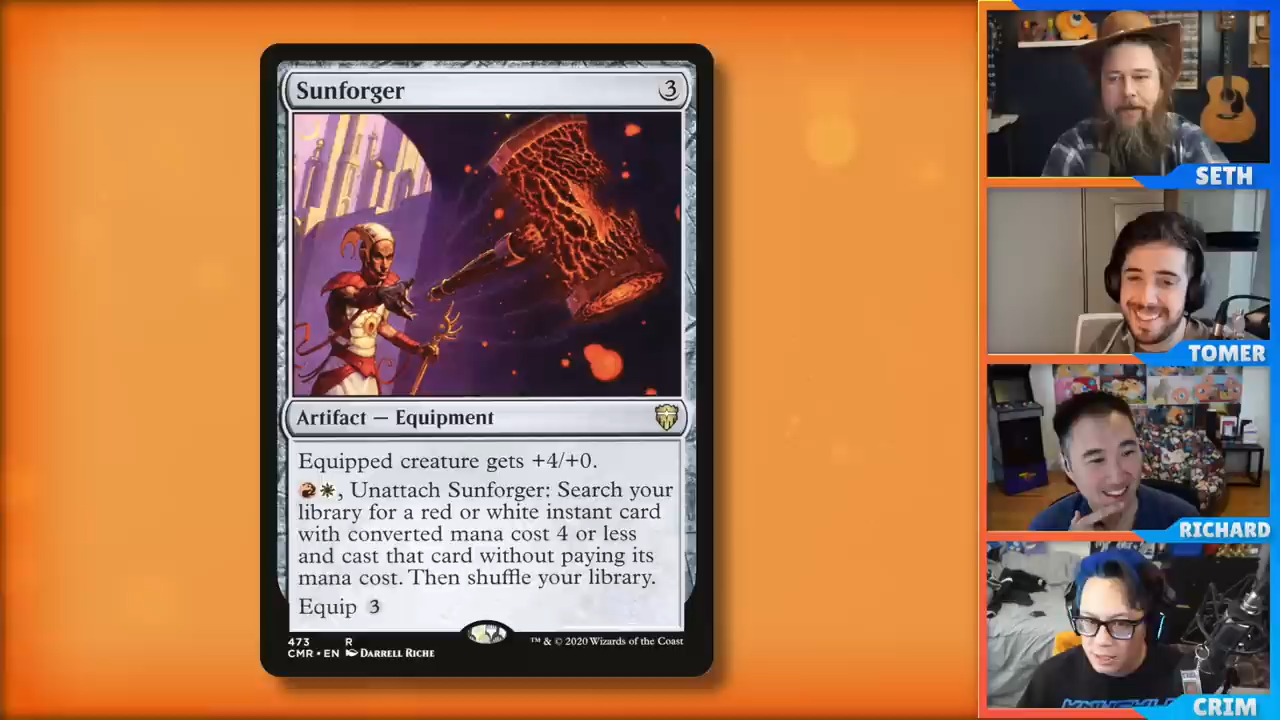 Sunforger 3
Artifact — Equipment
Equipped creature gets +4/+0.
, Unattach Sunforger: Search your
library for a red or white instant card
with converted mana cost 4 or less
and cast that card without paying its
mana cost. Then shuffle your library.
Equip 3
473 R
CMR • EN DARRELL RICHE
™ & © 2020 Wizards of the Coast
SETH
TOMER
RICHARD
CRIM